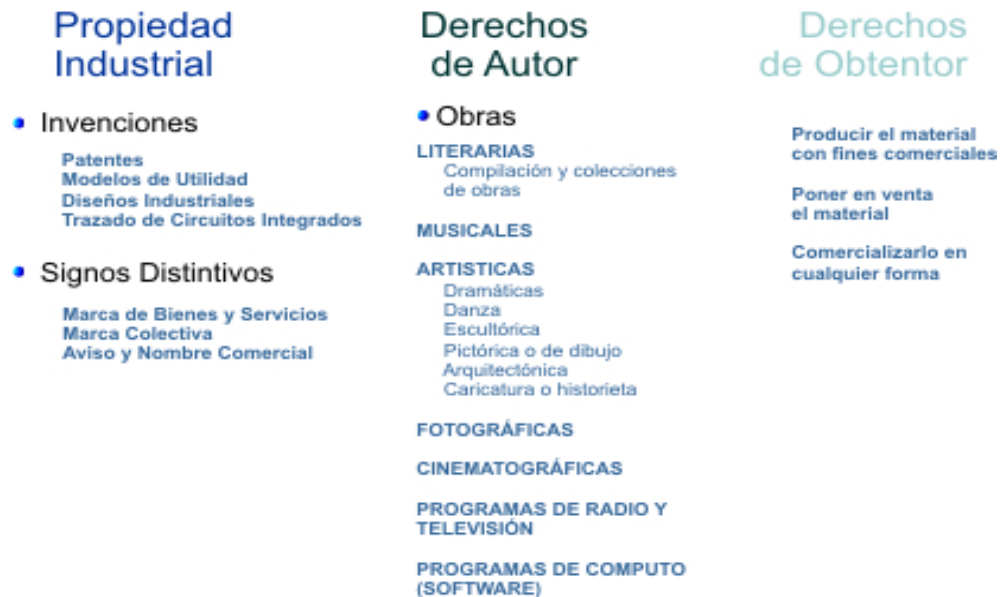 Propiedad
Industrial
Invenciones
Patentes
Modelos de Utilidad
Diseños Industriales
Trazado de Circuitos Integrados
Signos Distintivos
Marca de Bienes y Servicios
Marca Colectiva
Aviso y Nombre Comercial
Derechos
de Autor
Obras
LITERARIAS
Compilación y colecciones
de obras
MUSICALES
ARTISTICAS
Dramáticas
Danza
Escultórica
Pictórica o de dibujo
Arquitectónica
Caricatura o historieta
FOTOGRÁFICAS
CINEMATOGRÁFICAS
PROGRAMAS DE RADIO Y
TELEVISIÓN
PROGRAMAS DE COMPUTO
(SOFTWARE)
Derechos
de Obtentor
Producir el material
con fines comerciales
Poner en venta
el material
Comercializarlo en
cualquier forma